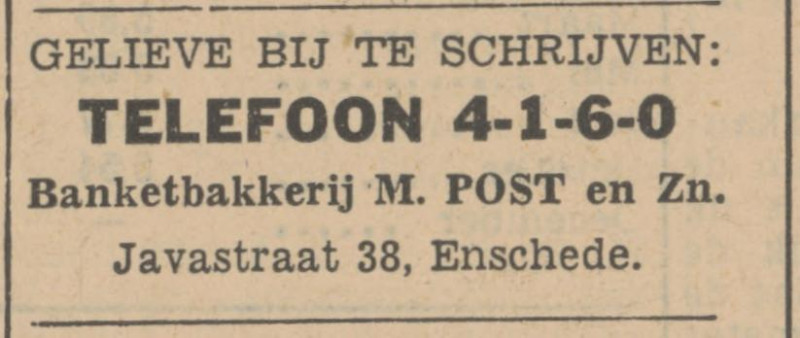 GELIEVE BIJ TE SCHRIJVEN:
TELEFOON 4-1-6-0
Banketbakkerij M. POST en Zn.
Javastraat 38, Enschede.